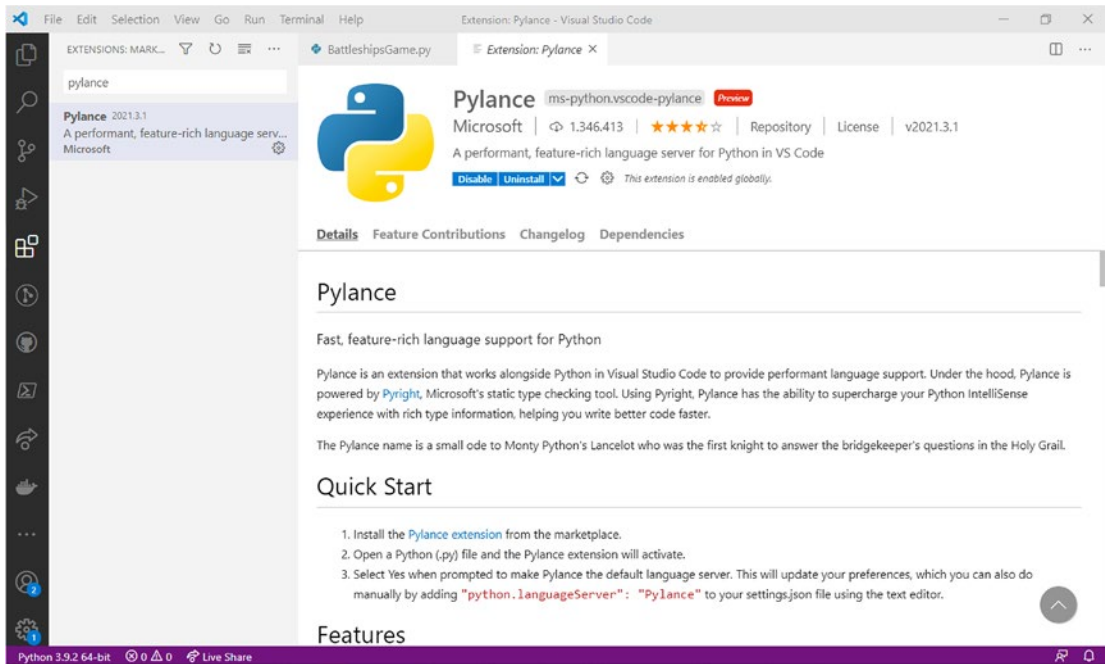 File Edit Selection View Go Run Terminal Help Extension: Pylance - Visual Studio Code
EXTENSIONS: MARK... BattleshipsGame.py Extension: Pylance
pylance
Pylance 2021.3.1
A performant, feature-rich language serv...
Microsoft
Pylance ms-python.vscode-pylance Preview
Microsoft 1.346.413 Repository License v2021.3.1
A performant, feature-rich language server for Python in VS Code
Disable Uninstall This extension is enabled globally.
Details Feature Contributions Changelog Dependencies
Pylance
Fast, feature-rich language support for Python
Pylance is an extension that works alongside Python in Visual Studio Code to provide performant language support. Under the hood, Pylance is
powered by Pyright, Microsoft's static type checking tool. Using Pyright, Pylance has the ability to supercharge your Python IntelliSense
experience with rich type information, helping you write better code faster.
The Pylance name is a small ode to Monty Python's Lancelot who was the first knight to answer the bridgekeeper's questions in the Holy Grail.
Quick Start
1. Install the Pylance extension from the marketplace.
2. Open a Python (.py) file and the Pylance extension will activate.
3. Select Yes when prompted to make Pylance the default language server. This will update your preferences, which you can also do
manually by adding "python.languageServer": "Pylance" to your settings.json file using the text editor.
Features
2
1
Python 3.9.2 64-bit 0 0 Live Share